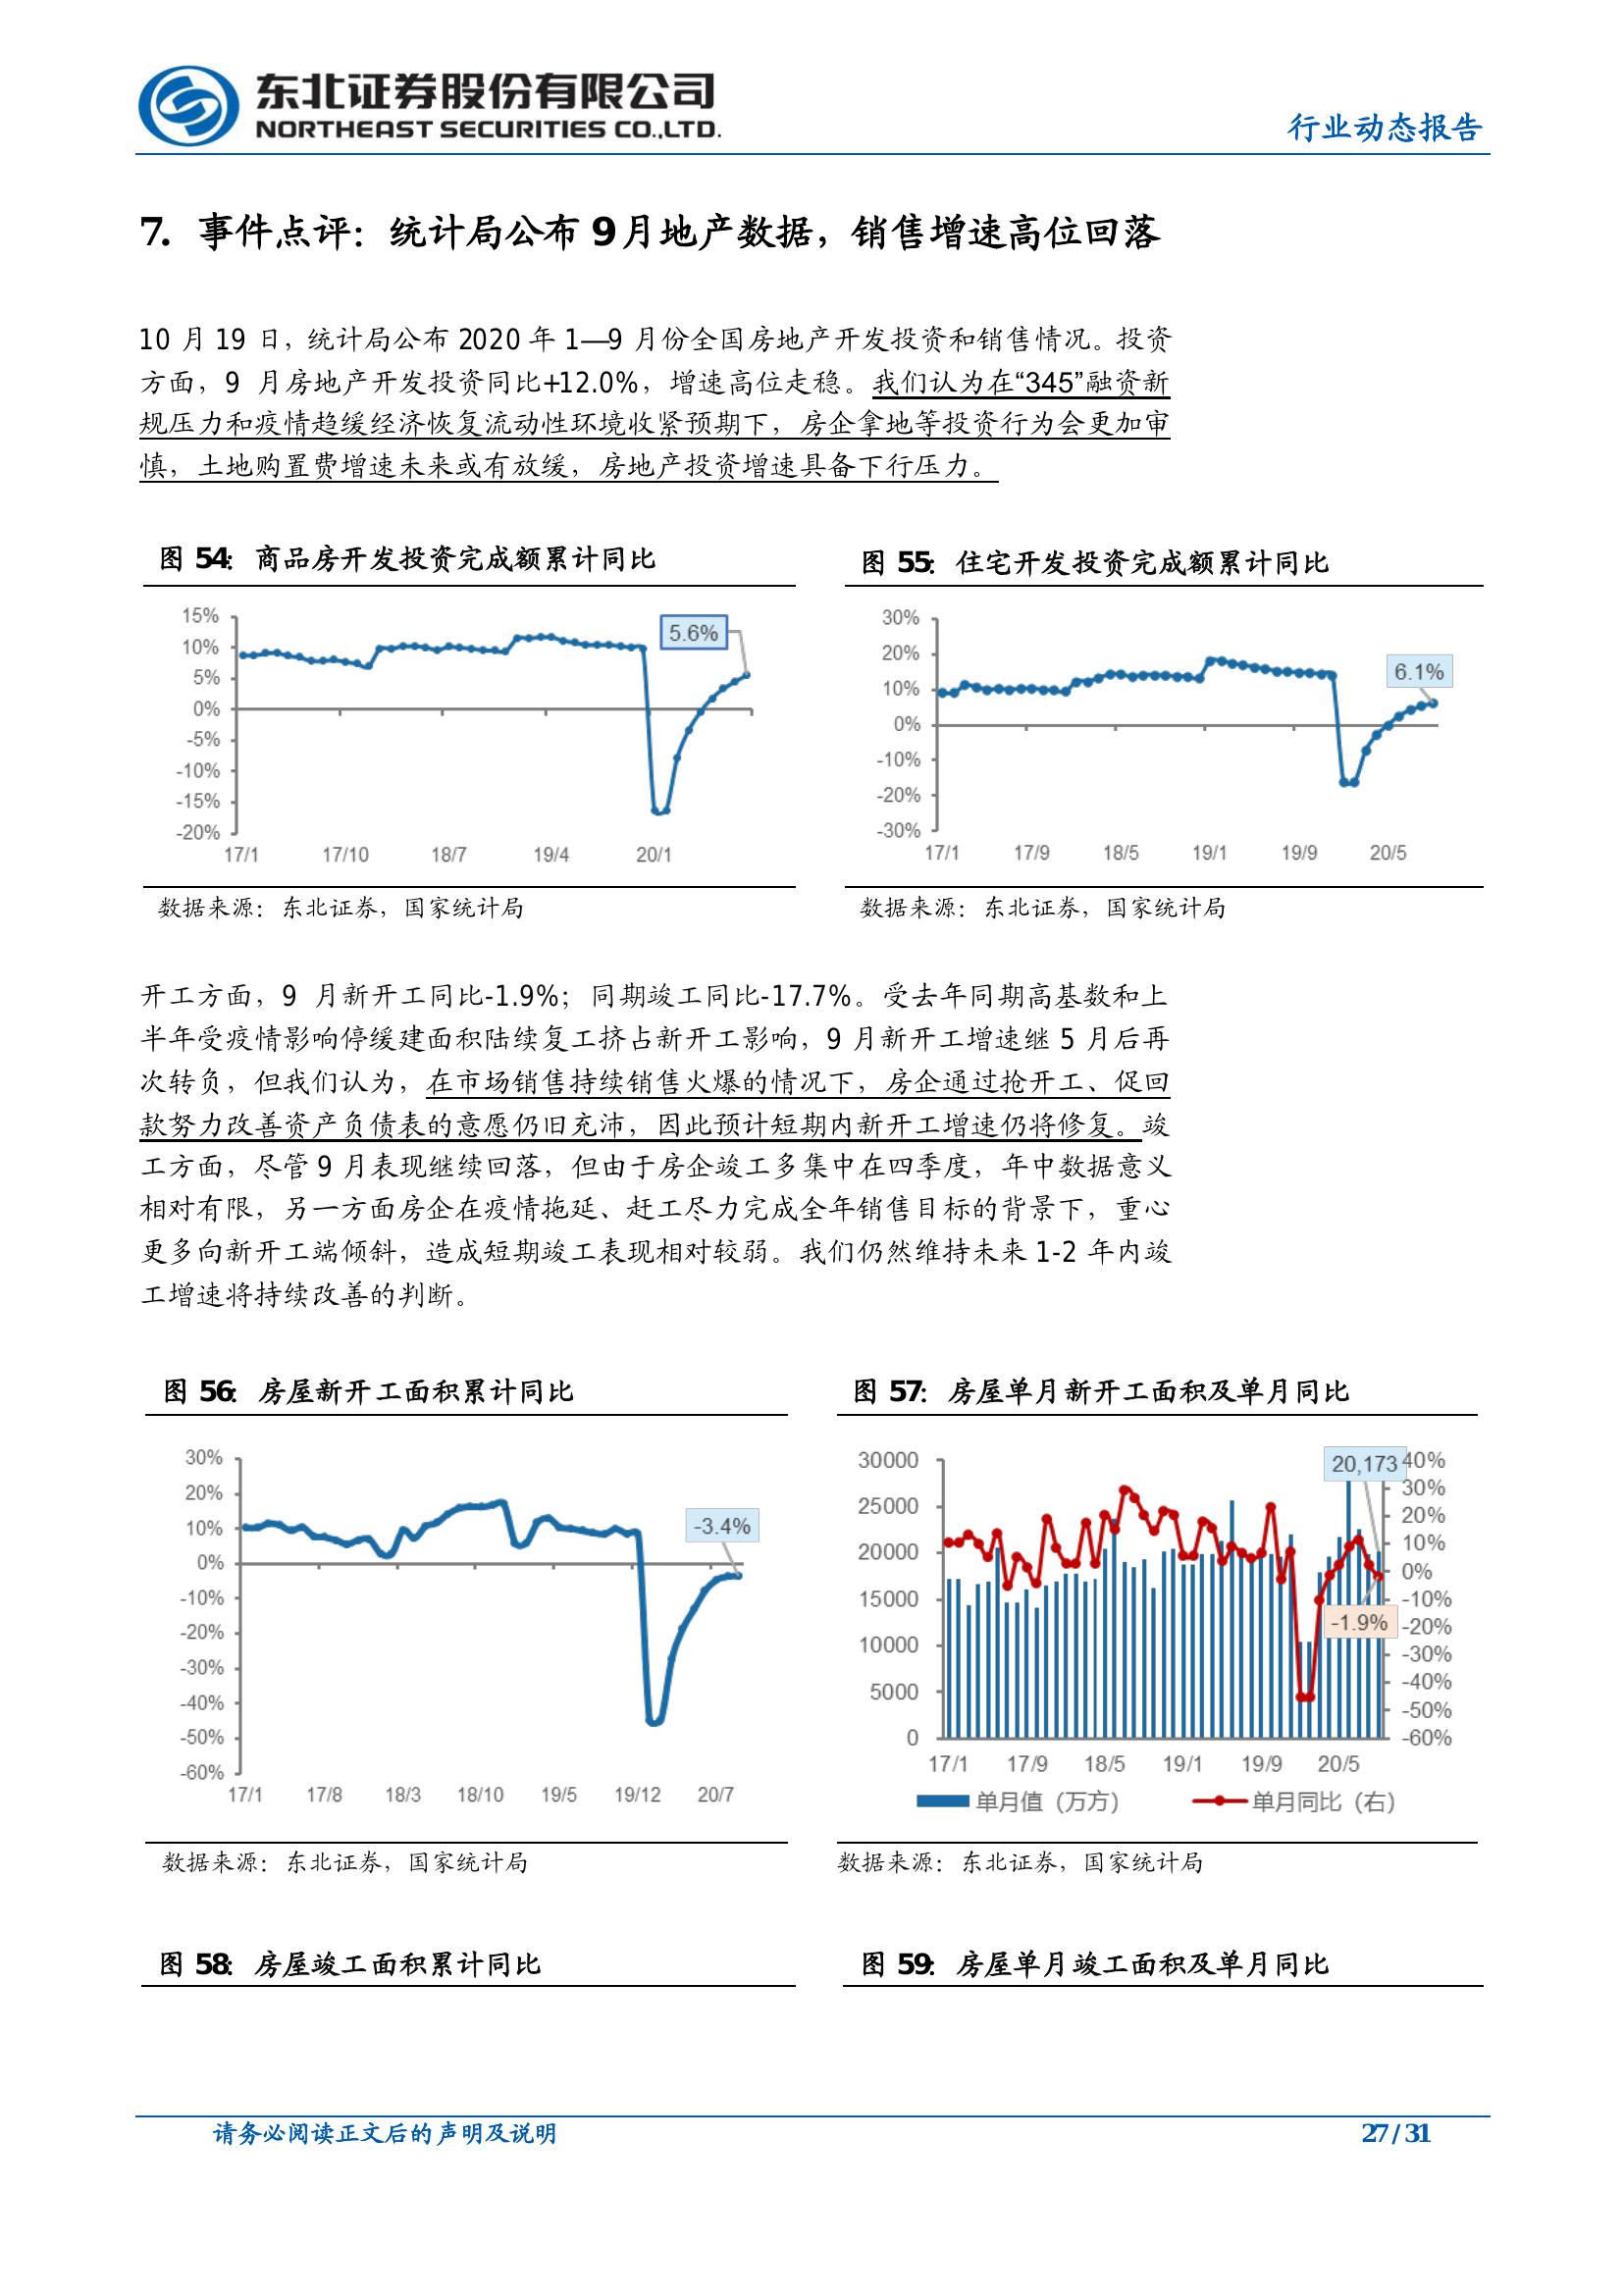 东北证券股份有限公司
NORTHEAST SECURITIES CO.,LTD.
行业动态报告
7. 事件点评：统计局公布 9 月地产数据，销售增速高位回落
10 月 19 日，统计局公布 2020 年 1—9 月份全国房地产开发投资和销售情况。投资
方面，9 月房地产开发投资同比+12.0%，增速高位走稳。我们认为在“345”融资新
规压力和疫情趋缓经济恢复流动性环境收紧预期下，房企拿地等投资行为会更加审
慎，土地购置费增速未来或有放缓，房地产投资增速具备下行压力。
图 54：商品房开发投资完成额累计同比
15%
10%
5%
0%
-5%
-10%
-15%
-20%
5.6%
17/1 17/10 18/7 19/4 20/1
数据来源：东北证券，国家统计局
图 55：住宅开发投资完成额累计同比
30%
20%
10%
0%
-10%
-20%
-30%
6.1%
17/1 17/9 18/5 19/1 19/9 20/5
数据来源：东北证券，国家统计局
开工方面，9 月新开工同比-1.9%；同期竣工同比-17.7%。受去年同期高基数和上
半年受疫情影响停缓建面积陆续复工挤占新开工影响，9 月新开工增速继 5 月后再
次转负，但我们认为，在市场销售持续销售火爆的情况下，房企通过抢开工、促回
款努力改善资产负债表的意愿仍旧充沛，因此预计短期内新开工增速仍将修复。竣
工方面，尽管 9 月表现继续回落，但由于房企竣工多集中在四季度，年中数据意义
相对有限，另一方面房企在疫情拖延、赶工尽力完成全年销售目标的背景下，重心
更多向新开工端倾斜，造成短期竣工表现相对较弱。我们仍然维持未来 1-2 年内竣
工增速将持续改善的判断。
图 56：房屋新开工面积累计同比
30%
20%
10%
0%
-10%
-20%
-30%
-40%
-50%
-60%
-3.4%
17/1 17/8 18/3 18/10 19/5 19/12 20/7
数据来源：东北证券，国家统计局
图 57：房屋单月新开工面积及单月同比
30000
25000
20000
15000
10000
5000
0
20,173
-1.9%
40%
30%
20%
10%
0%
-10%
-20%
-30%
-40%
-50%
-60%
17/1 17/9 18/5 19/1 19/9 20/5
单月值（万方） 单月同比（右）
数据来源：东北证券，国家统计局
图 58：房屋竣工面积累计同比
图 59：房屋单月竣工面积及单月同比
请务必阅读正文后的声明及说明
27 / 31